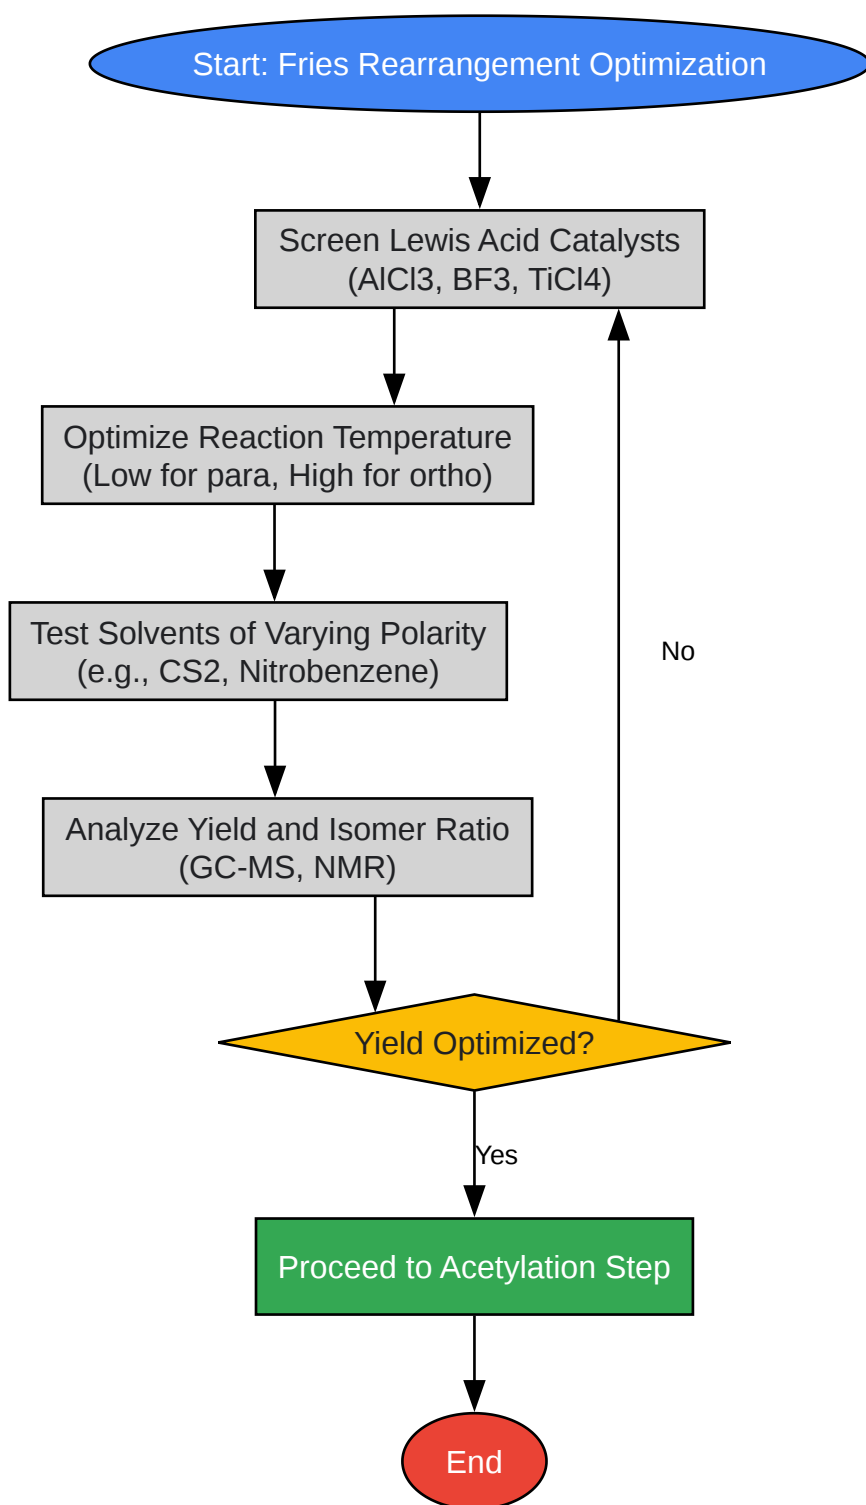 Start: Fries Rearrangement Optimization
Screen Lewis Acid Catalysts
(AlCl3, BF3, TiCl4)
Optimize Reaction Temperature
(Low for para, High for ortho)
Test Solvents of Varying Polarity
(e.g., CS2, Nitrobenzene)
No
Analyze Yield and Isomer Ratio
(GC-MS, NMR)
Yield Optimized?
Yes
Proceed to Acetylation Step
End